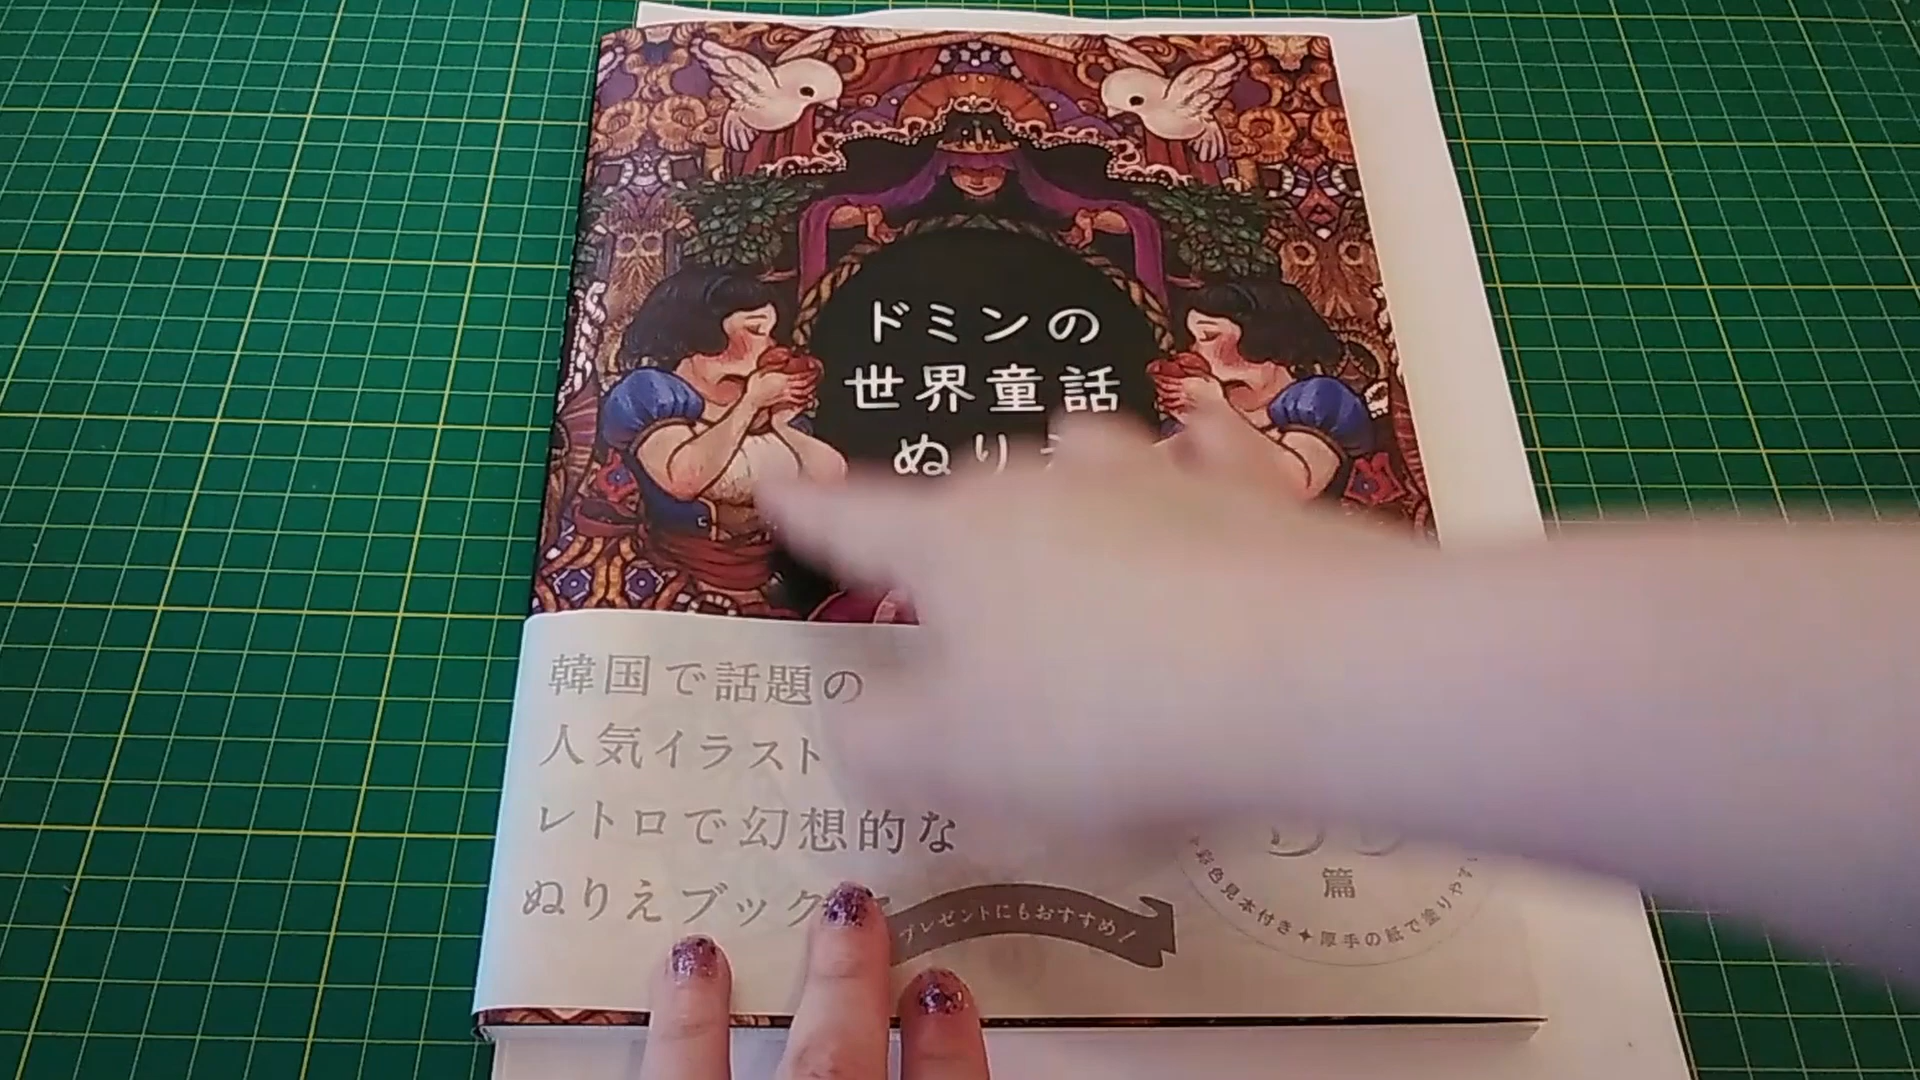 ドミンの
世界童話
ぬりえ
韓国で話題の
人気イラスト
レトロで幻想的な
ぬりえブック
プレゼントにもおすすめ!
篇
彩色見本付き✦厚手の紙で塗りやすい